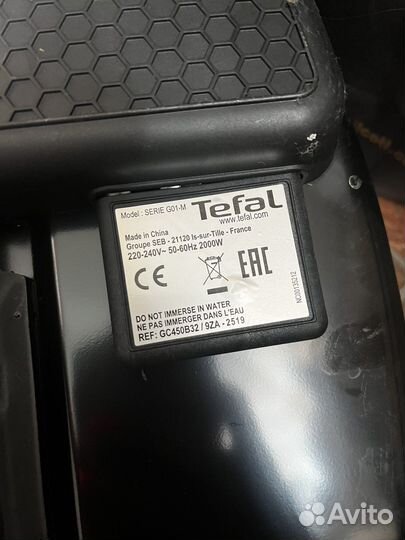 Model : SERIE G01-M
Tefal
www.tefal.com
Made in China
Groupe SEB - 21120 Is-sur-Tille - France
220-240V~ 50-60Hz 2000W
CE
EAC
DO NOT IMMERSE IN WATER
NE PAS IMMERGER DANS L'EAU
REF: GC450B32 / 9ZA - 2519
Avito